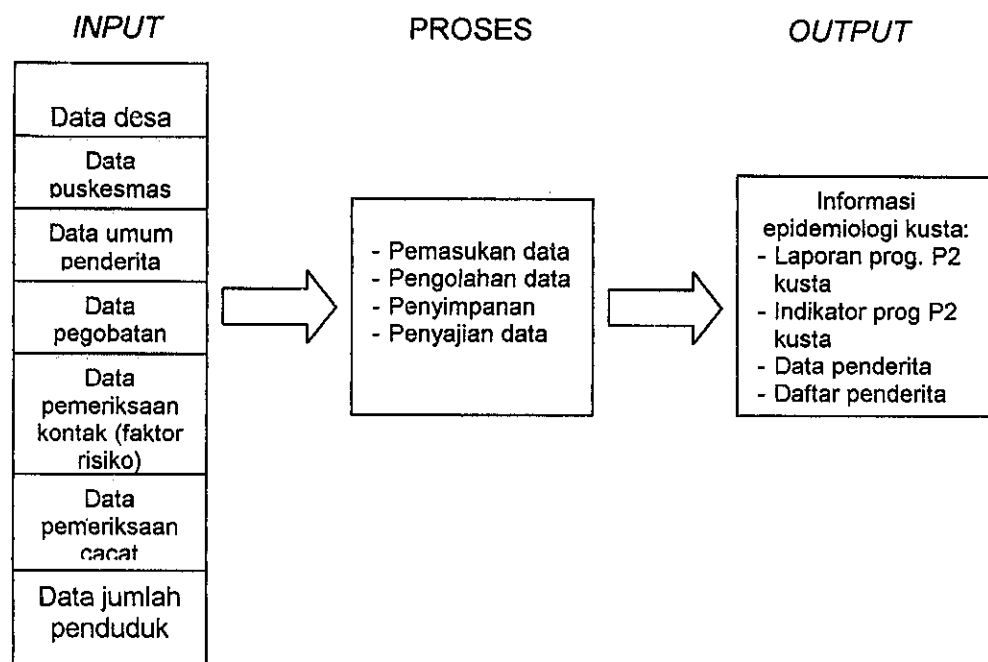 INPUT
PROSES
OUTPUT
Data desa
Data
puskesmas
Data umum
penderita
Data
pegobatan
Data
pemeriksaan
kontak (faktor
risiko)
Data
pemeriksaan
cacat
Data jumlah
penduduk
- Pemasukan data
- Pengolahan data
- Penyimpanan
- Penyajian data
Informasi
epidemiologi kusta:
- Laporan prog. P2
kusta
- Indikator prog P2
kusta
- Data penderita
- Daftar penderita